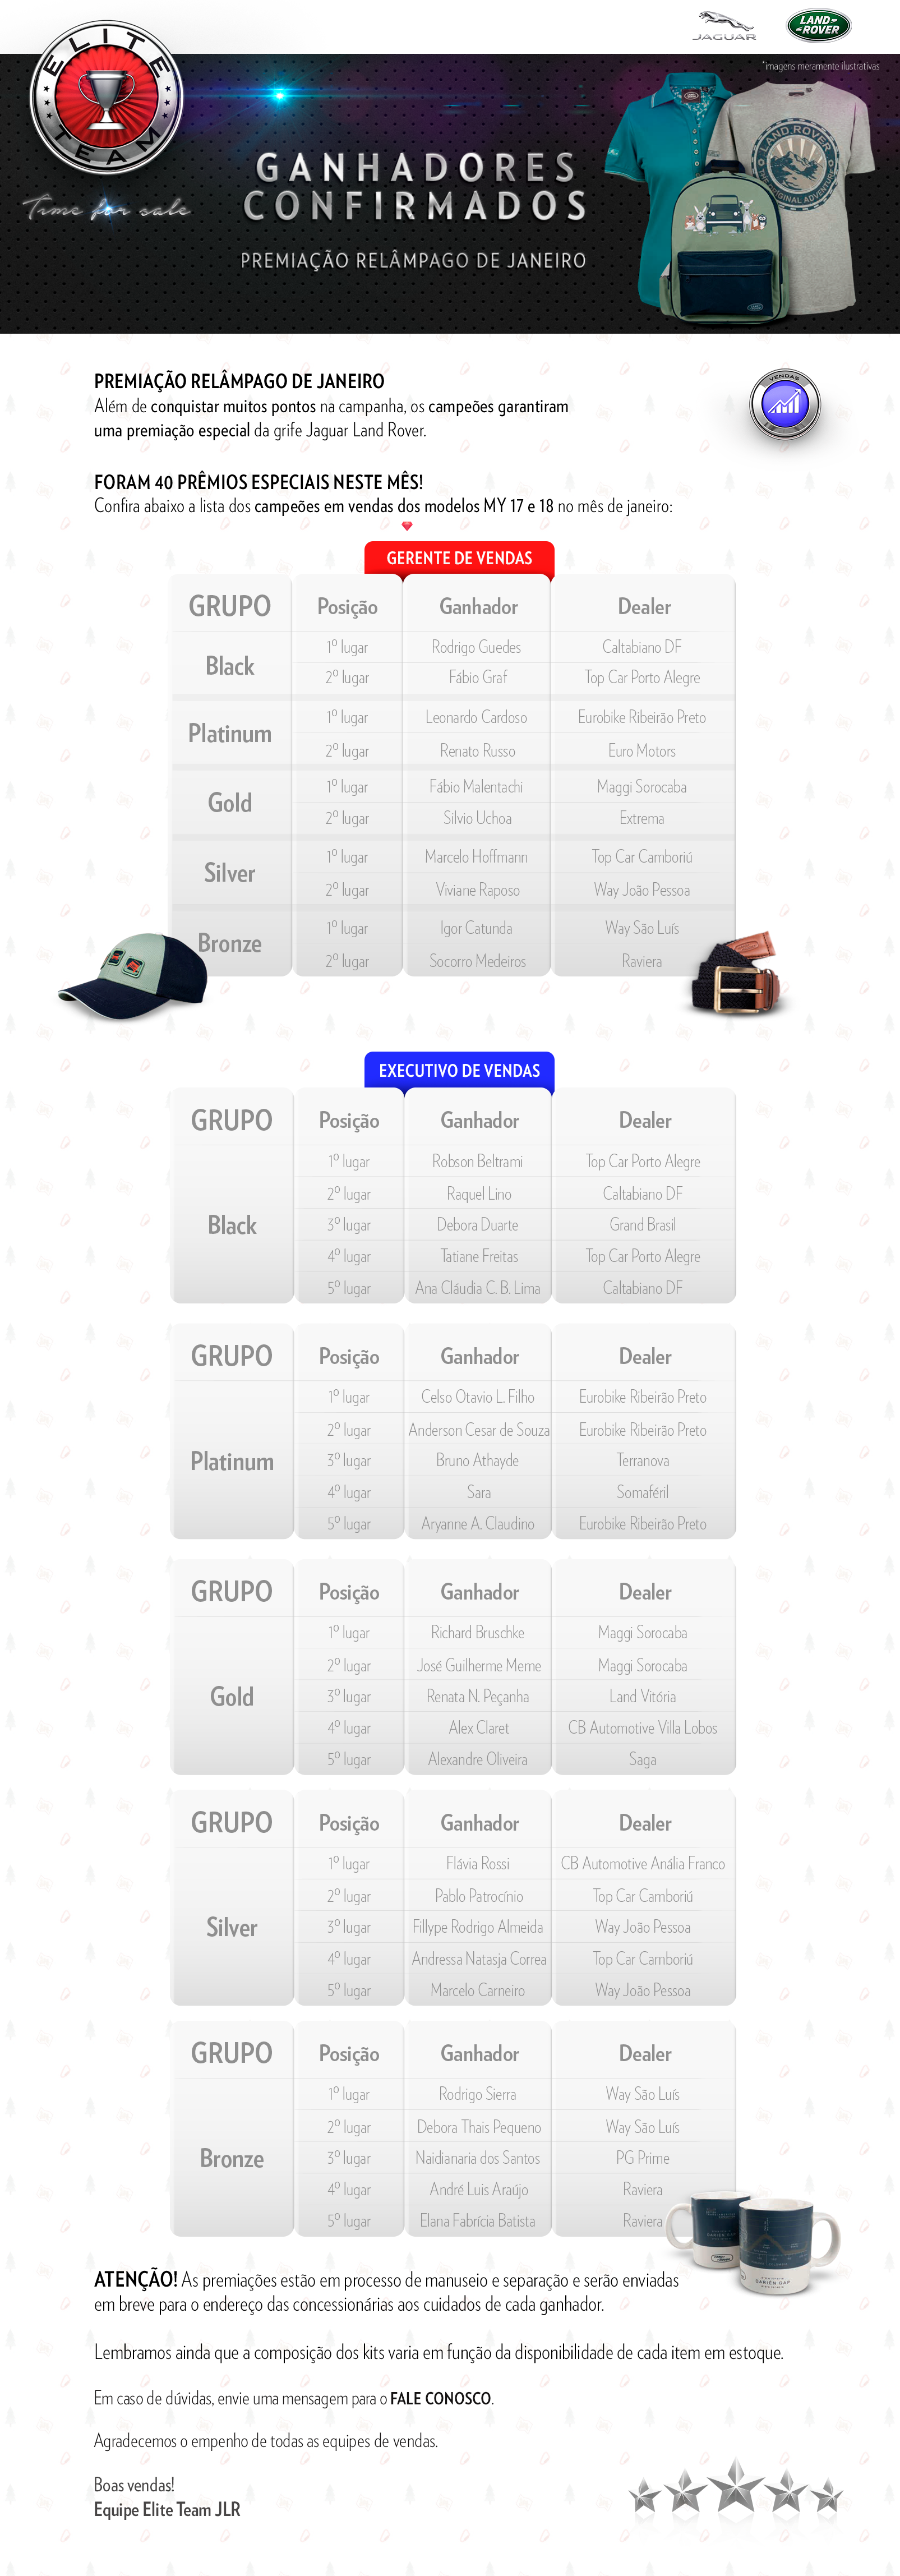 JAGUAR
LAND-
-ROVER
*imagens meramente ilustrativas
ELITE
TEAM
Time for sale
GANHADORES
CONFIRMADOS
PREMIAÇÃO RELÂMPAGO DE JANEIRO
LAND ROVER
ORIGINAL ADVENTURE
PREMIAÇÃO RELÂMPAGO DE JANEIRO
Além de conquistar muitos pontos na campanha, os campeões garantiram
uma premiação especial da grife Jaguar Land Rover.
VENDAS
FORAM 40 PRÊMIOS ESPECIAIS NESTE MÊS!
Confira abaixo a lista dos campeões em vendas dos modelos MY 17 e 18 no mês de janeiro:
GERENTE DE VENDAS
GRUPO Posição Ganhador Dealer
Black
1º lugar Rodrigo Guedes Caltabiano DF
2º lugar Fábio Graf Top Car Porto Alegre
Platinum
1º lugar Leonardo Cardoso Eurobike Ribeirão Preto
2º lugar Renato Russo Euro Motors
Gold
1º lugar Fábio Malentachi Maggi Sorocaba
2º lugar Silvio Uchoa Extrema
Silver
1º lugar Marcelo Hoffmann Top Car Camboriú
2º lugar Viviane Raposo Way João Pessoa
Bronze
1º lugar Igor Catunda Way São Luís
2º lugar Socorro Medeiros Raviera
EXECUTIVO DE VENDAS
GRUPO Posição Ganhador Dealer
Black
1º lugar Robson Beltrami Top Car Porto Alegre
2º lugar Raquel Lino Caltabiano DF
3º lugar Debora Duarte Grand Brasil
4º lugar Tatiane Freitas Top Car Porto Alegre
5º lugar Ana Cláudia C. B. Lima Caltabiano DF
GRUPO Posição Ganhador Dealer
Platinum
1º lugar Celso Otavio L. Filho Eurobike Ribeirão Preto
2º lugar Anderson Cesar de Souza Eurobike Ribeirão Preto
3º lugar Bruno Athayde Terranova
4º lugar Sara Somaféril
5º lugar Aryanne A. Claudino Eurobike Ribeirão Preto
GRUPO Posição Ganhador Dealer
Gold
1º lugar Richard Bruschke Maggi Sorocaba
2º lugar José Guilherme Meme Maggi Sorocaba
3º lugar Renata N. Peçanha Land Vitória
4º lugar Alex Claret CB Automotive Villa Lobos
5º lugar Alexandre Oliveira Saga
GRUPO Posição Ganhador Dealer
Silver
1º lugar Flávia Rossi CB Automotive Anália Franco
2º lugar Pablo Patrocínio Top Car Camboriú
3º lugar Fillype Rodrigo Almeida Way João Pessoa
4º lugar Andressa Natasja Correa Top Car Camboriú
5º lugar Marcelo Carneiro Way João Pessoa
GRUPO Posição Ganhador Dealer
Bronze
1º lugar Rodrigo Sierra Way São Luís
2º lugar Debora Thais Pequeno Way São Luís
3º lugar Naidianaria dos Santos PG Prime
4º lugar André Luis Araújo Raviera
5º lugar Elana Fabrícia Batista Raviera
DARIÉN GAP
ATENÇÃO! As premiações estão em processo de manuseio e separação e serão enviadas
em breve para o endereço das concessionárias aos cuidados de cada ganhador.
Lembramos ainda que a composição dos kits varia em função da disponibilidade de cada item em estoque.
Em caso de dúvidas, envie uma mensagem para o FALE CONOSCO.
Agradecemos o empenho de todas as equipes de vendas.
Boas vendas!
Equipe Elite Team JLR